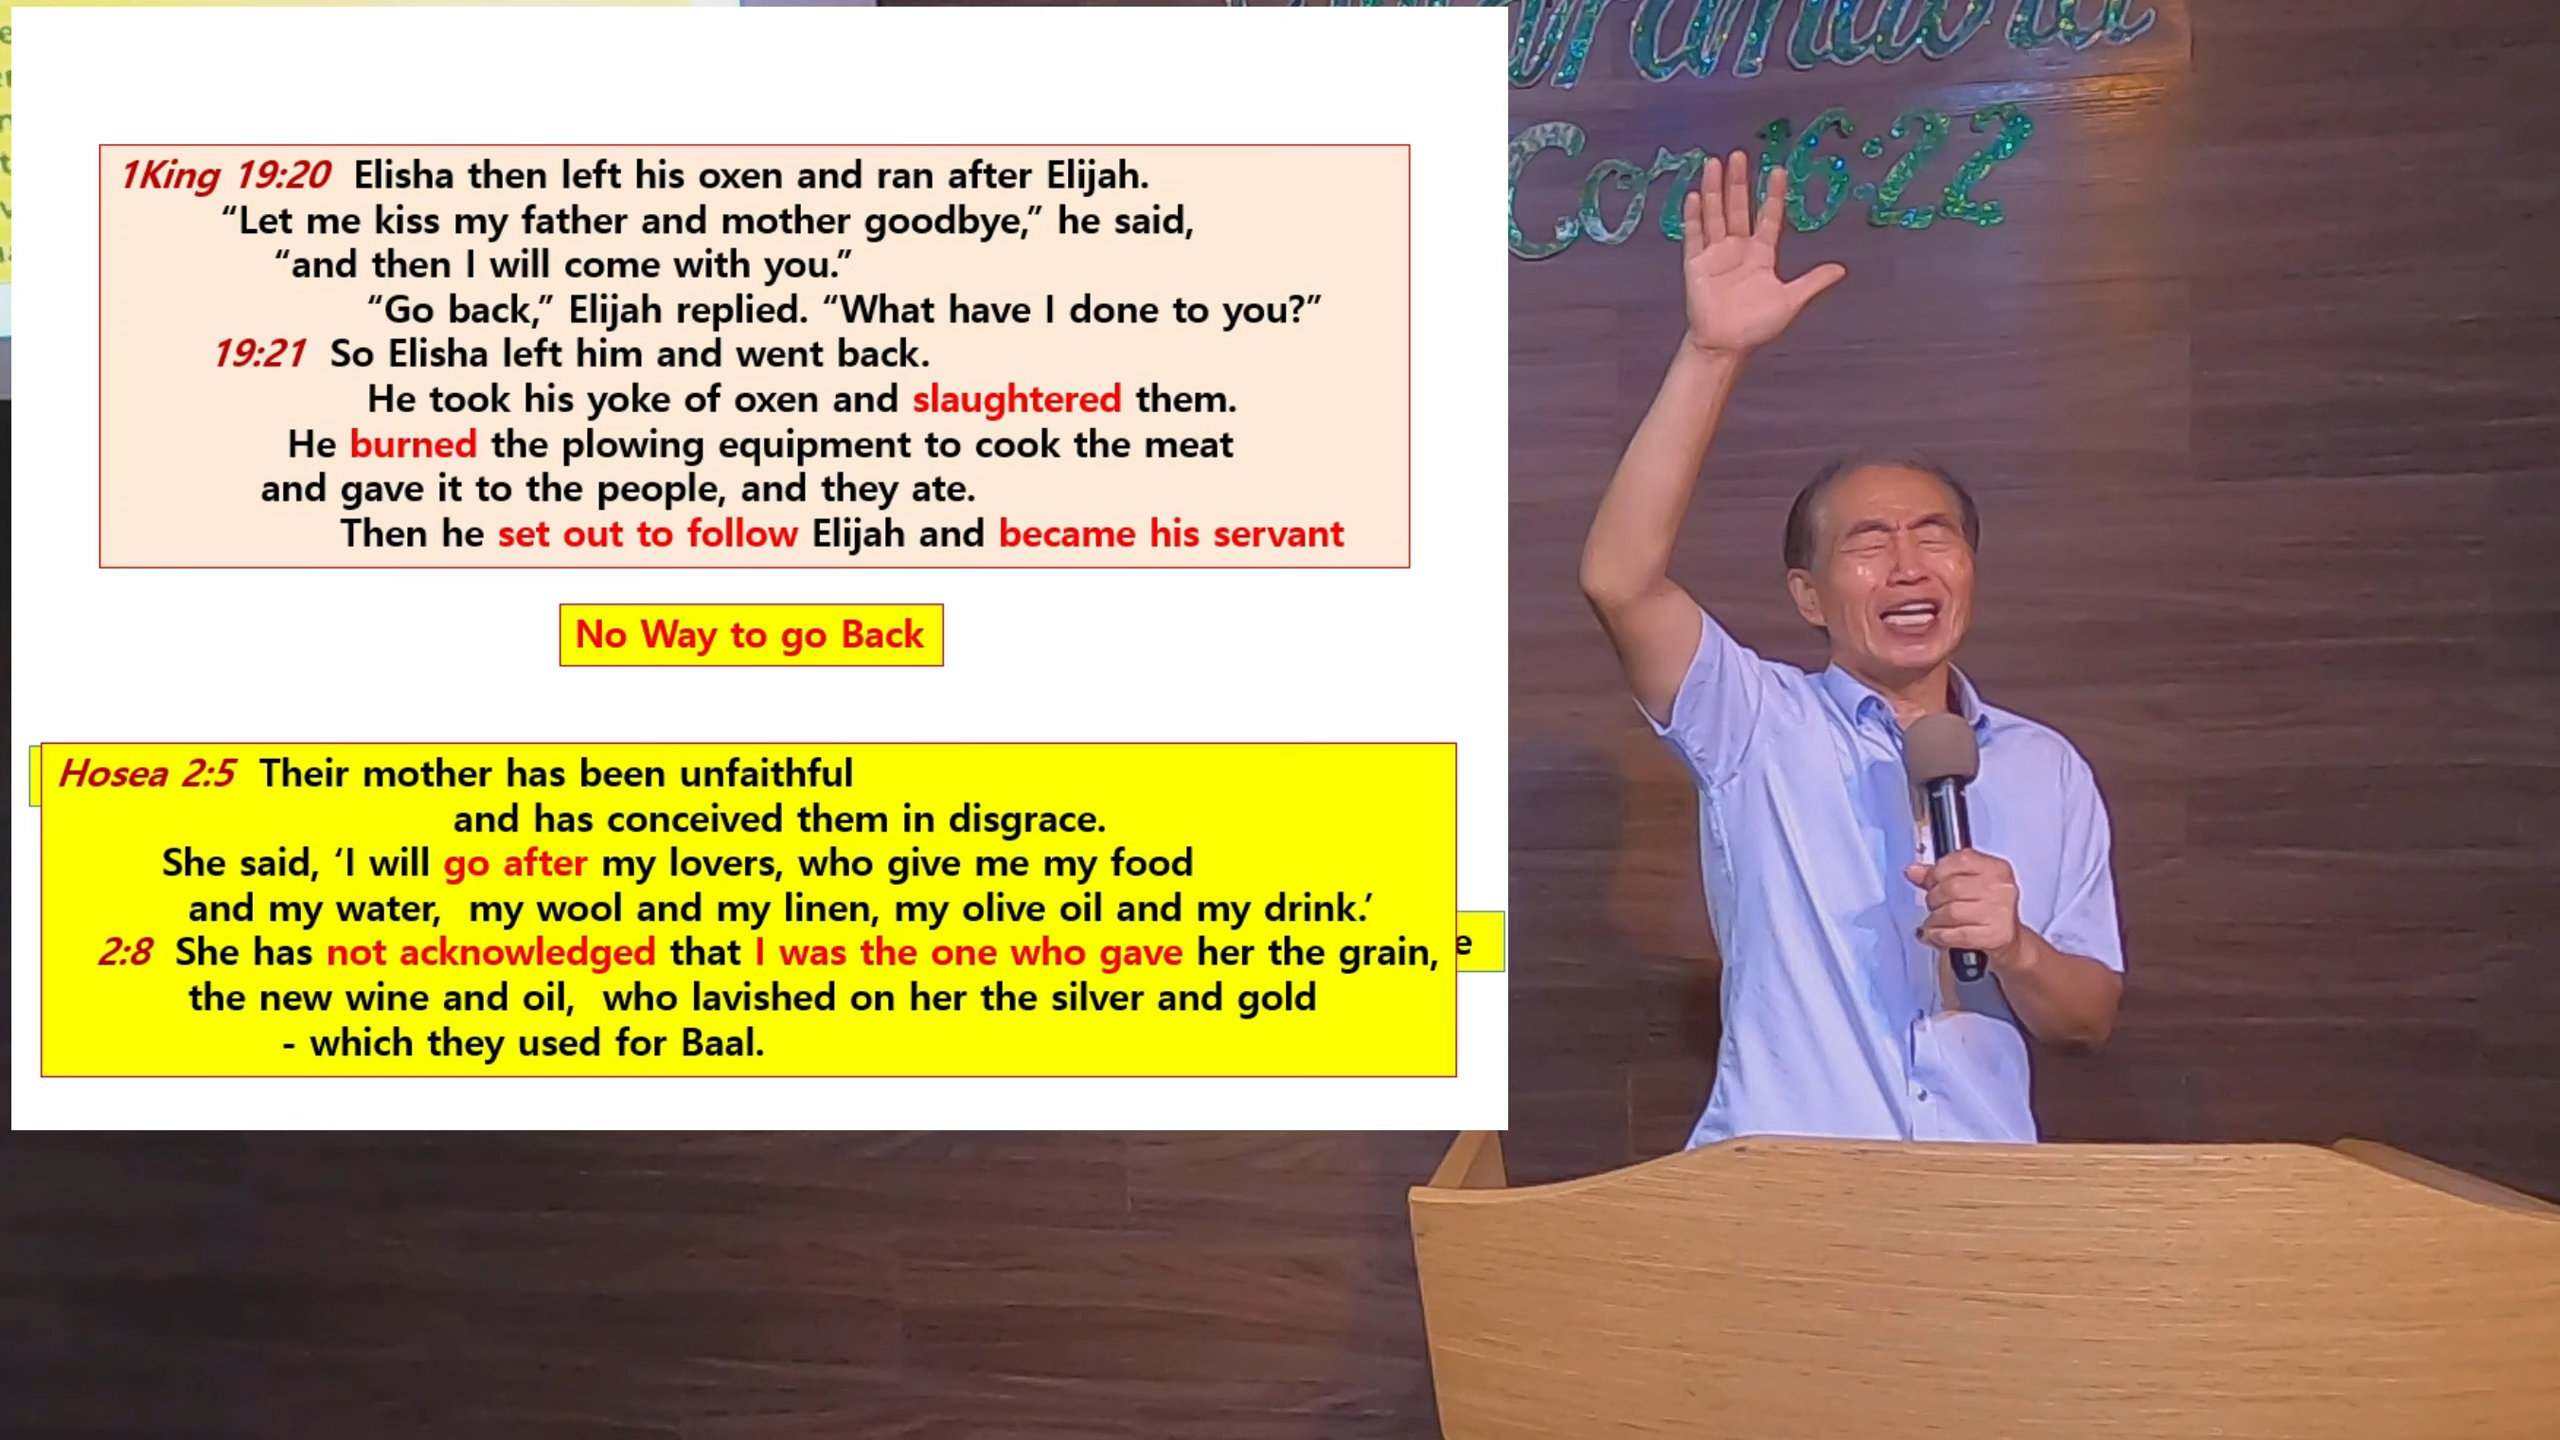 1King 19:20 Elisha then left his oxen and ran after Elijah.
“Let me kiss my father and mother goodbye,” he said,
“and then I will come with you.”
“Go back,” Elijah replied. “What have I done to you?”
19:21 So Elisha left him and went back.
He took his yoke of oxen and slaughtered them.
He burned the plowing equipment to cook the meat
and gave it to the people, and they ate.
Then he set out to follow Elijah and became his servant
No Way to go Back
Hosea 2:5 Their mother has been unfaithful
and has conceived them in disgrace.
She said, ‘I will go after my lovers, who give me my food
and my water, my wool and my linen, my olive oil and my drink.’
2:8 She has not acknowledged that I was the one who gave her the grain,
e
the new wine and oil, who lavished on her the silver and gold
- which they used for Baal.
Cor 16:22